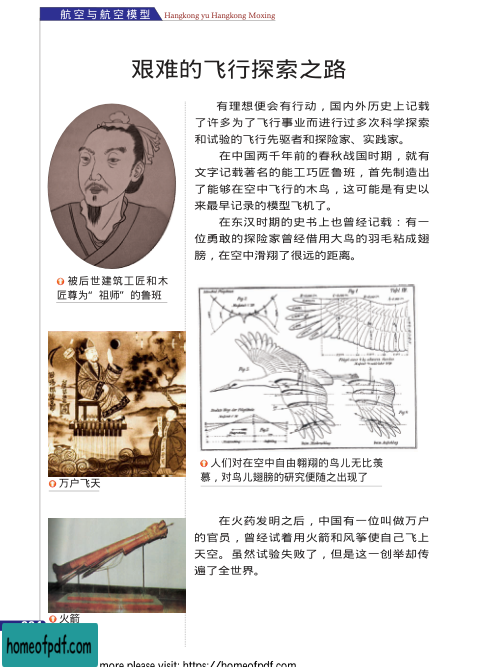 航空与航空模型 Hangkong yu Hangkong Moxing
艰难的飞行探索之路
有理想便会有行动，国内外历史上记载
了许多为了飞行事业而进行过多次科学探索
和试验的飞行先驱者和探险家、实践家。
在中国两千年前的春秋战国时期，就有
文字记载著名的能工巧匠鲁班，首先制造出
了能够在空中飞行的木鸟，这可能是有史以
来最早记录的模型飞机了。
在东汉时期的史书上也曾经记载：有一
位勇敢的探险家曾经借用大鸟的羽毛粘成翅
膀，在空中滑翔了很远的距离。
被后世建筑工匠和木
匠尊为“祖师”的鲁班
Fig.1
Fig.2
Fig.3
Fig.4
人们对在空中自由翱翔的鸟儿无比羡
慕，对鸟儿翅膀的研究便随之出现了
万户飞天
在火药发明之后，中国有一位叫做万户
的官员，曾经试着用火箭和风筝使自己飞上
天空。虽然试验失败了，但是这一创举却传
遍了全世界。
火箭
homeofpdf.com
more please visit: https://homeofpdf.com